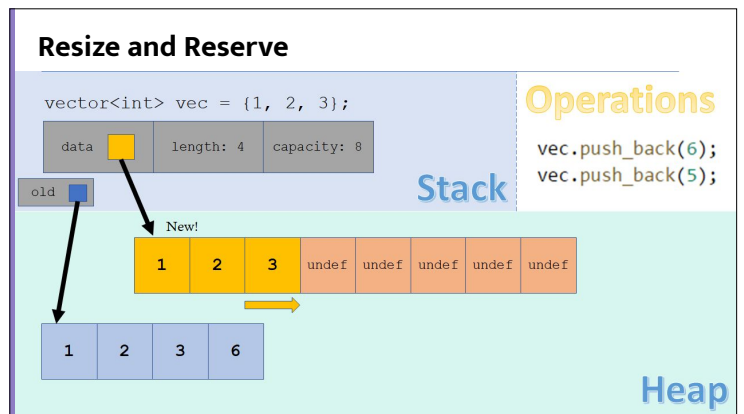 Resize and Reserve
vector<int> vec = {1, 2, 3};
Operations
data
length: 4
capacity: 8
vec.push_back(6);
vec.push_back(5);
old
Stack
New!
1 2 3 undef undef undef undef undef
1 2 3 6
Heap